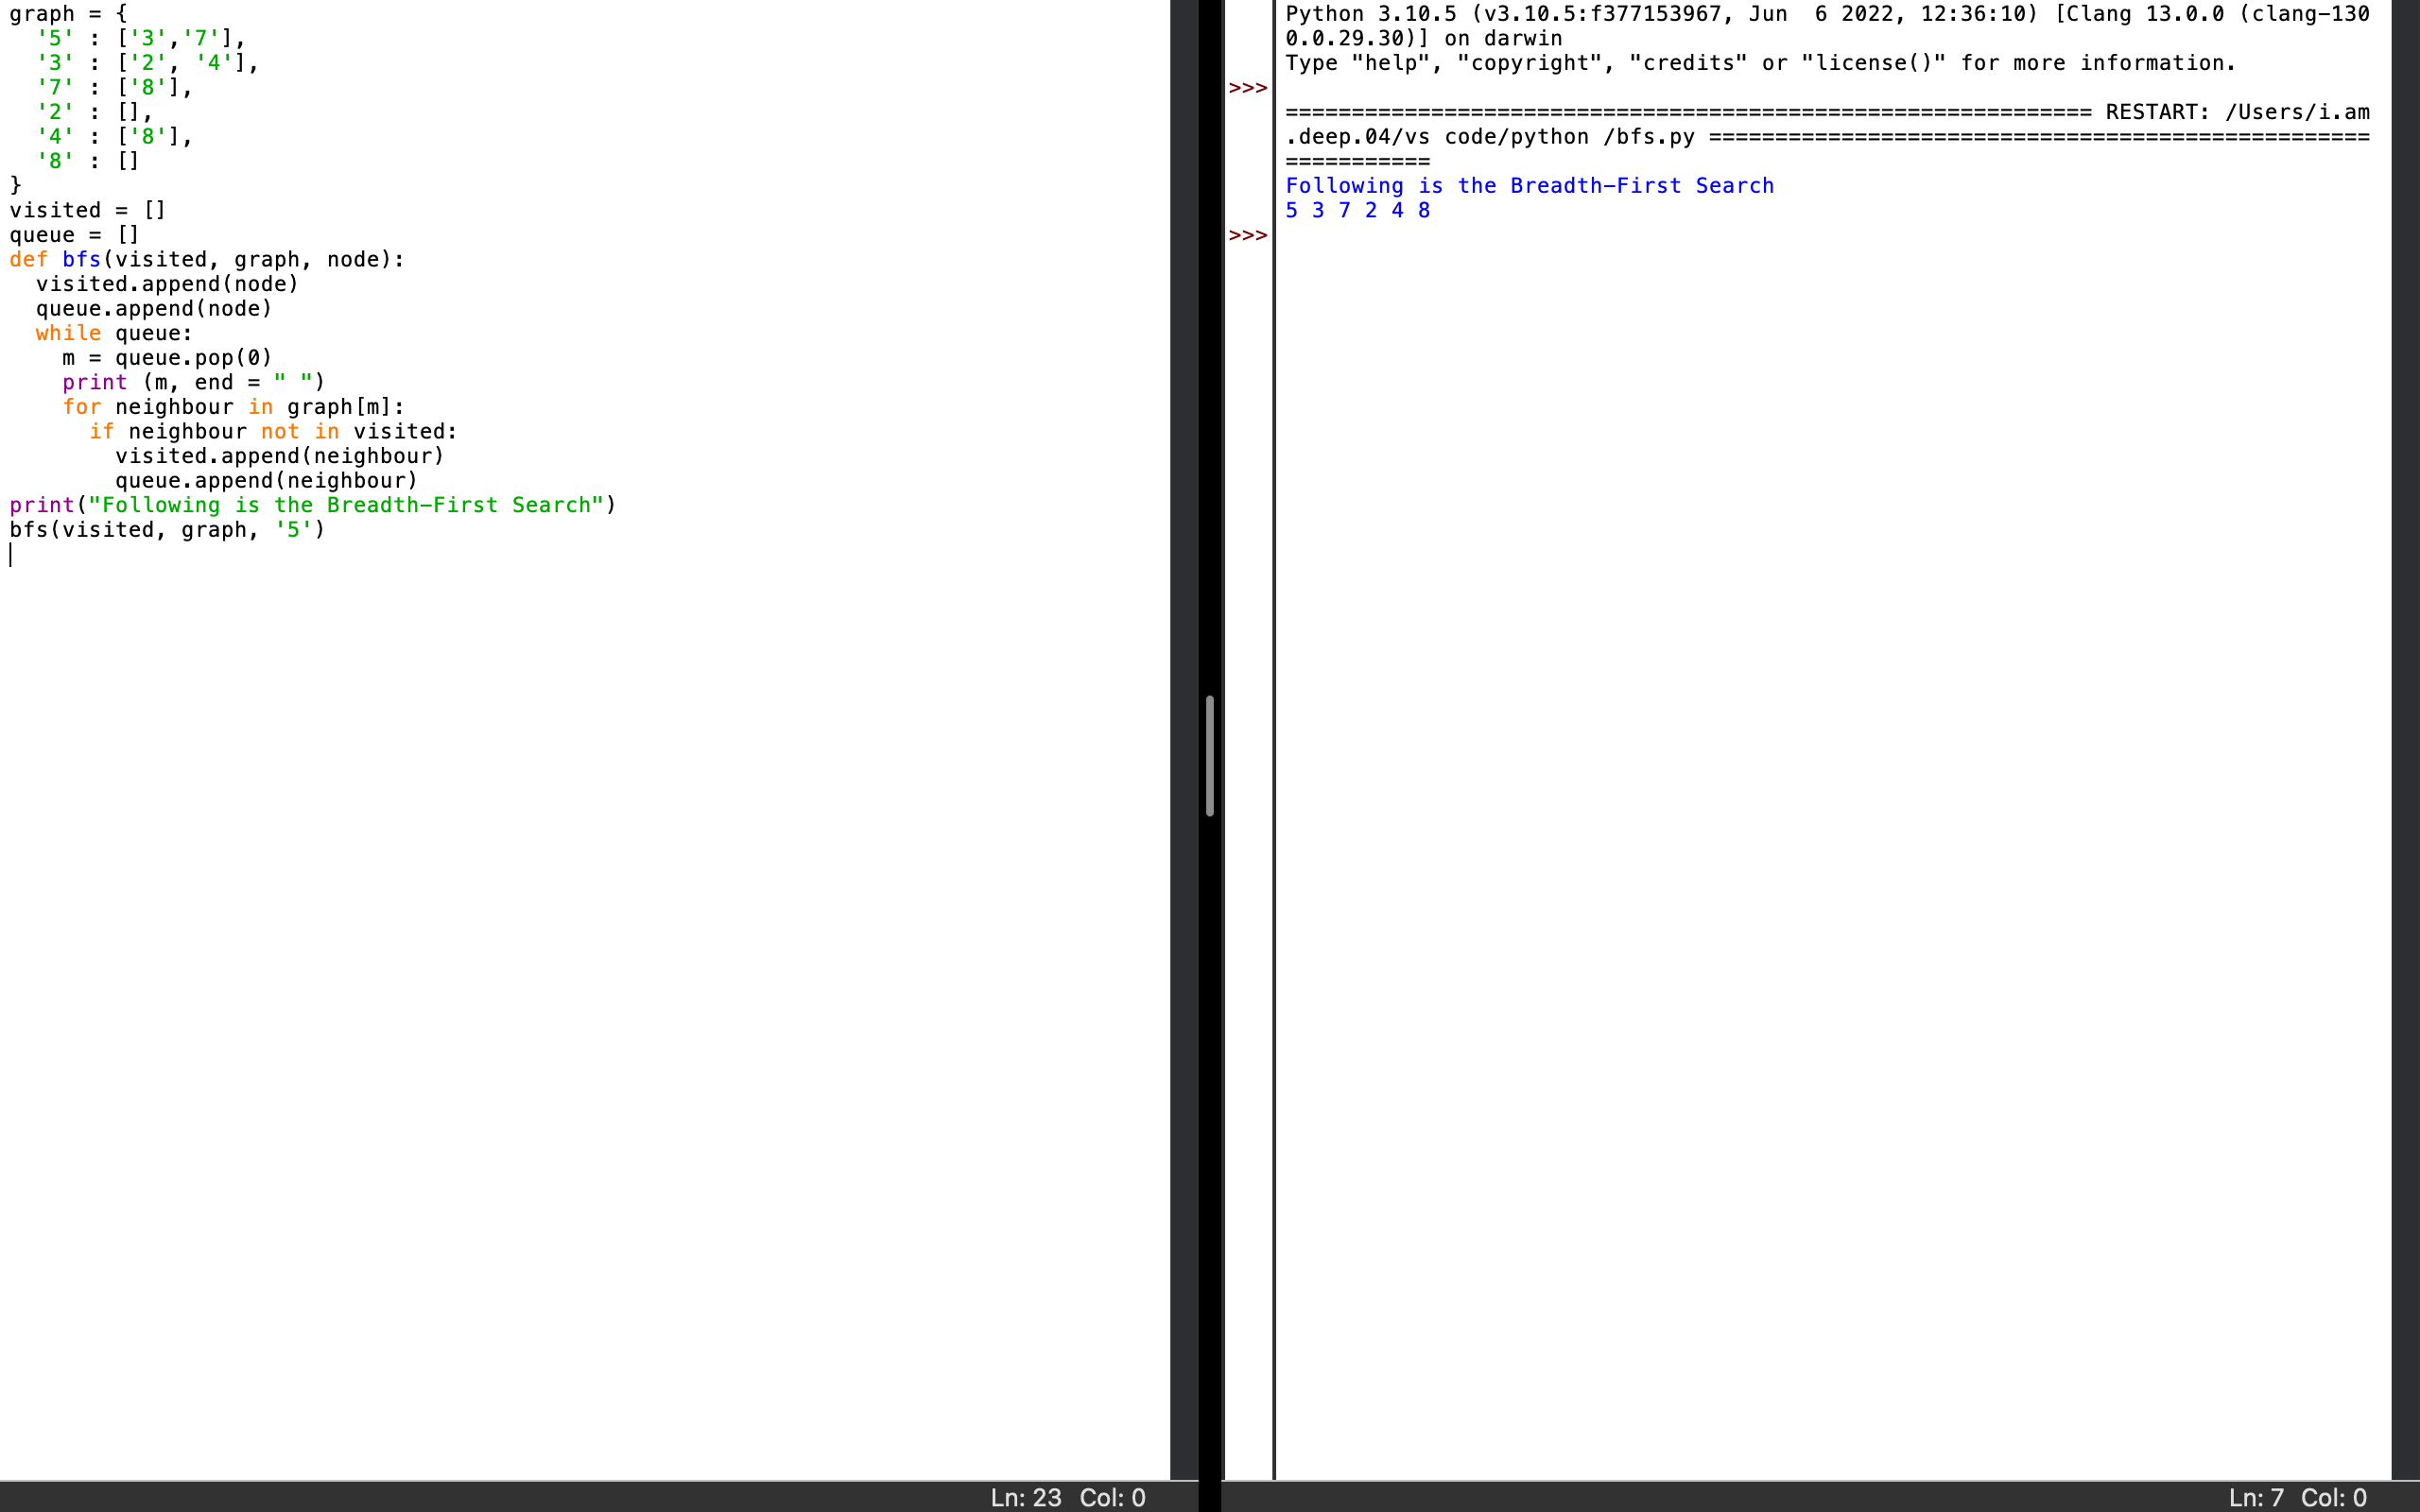 graph = {
  '5' : ['3','7'],
  '3' : ['2', '4'],
  '7' : ['8'],
  '2' : [],
  '4' : ['8'],
  '8' : []
}
visited = []
queue = []
def bfs(visited, graph, node):
  visited.append(node)
  queue.append(node)
  while queue:
    m = queue.pop(0)
    print (m, end = " ")
    for neighbour in graph[m]:
      if neighbour not in visited:
        visited.append(neighbour)
        queue.append(neighbour)
print("Following is the Breadth-First Search")
bfs(visited, graph, '5')
Ln: 23 Col: 0
Python 3.10.5 (v3.10.5:f377153967, Jun  6 2022, 12:36:10) [Clang 13.0.0 (clang-130
0.0.29.30)] on darwin
Type "help", "copyright", "credits" or "license()" for more information.
>>>
============================================================= RESTART: /Users/i.am
.deep.04/vs code/python /bfs.py ==================================================
===========
Following is the Breadth-First Search
5 3 7 2 4 8
>>>
Ln: 7 Col: 0